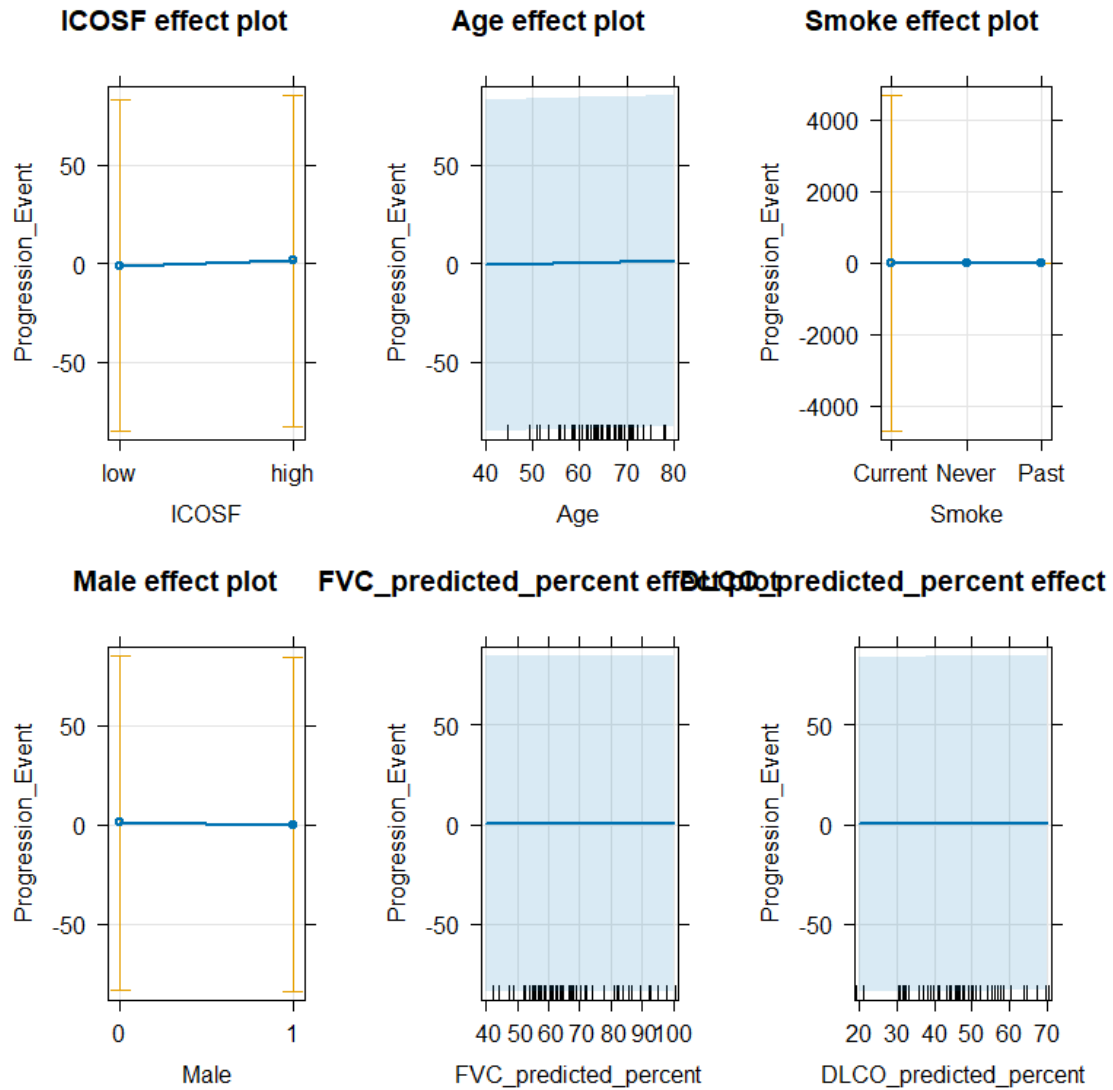 ICOSF effect plot
Age effect plot
Smoke effect plot
Progression_Event
50
0
-50
low
high
ICOSF
Progression_Event
50
0
-50
40
50
60
70
80
Age
Progression_Event
4000
2000
0
-2000
-4000
Current
Never
Past
Smoke
Male effect plot
FVC_predicted_percent effect plot
DLCO_predicted_percent effect
Progression_Event
50
0
-50
0
1
Male
Progression_Event
50
0
-50
40
50
60
70
80
90
100
FVC_predicted_percent
Progression_Event
50
0
-50
20
30
40
50
60
70
DLCO_predicted_percent